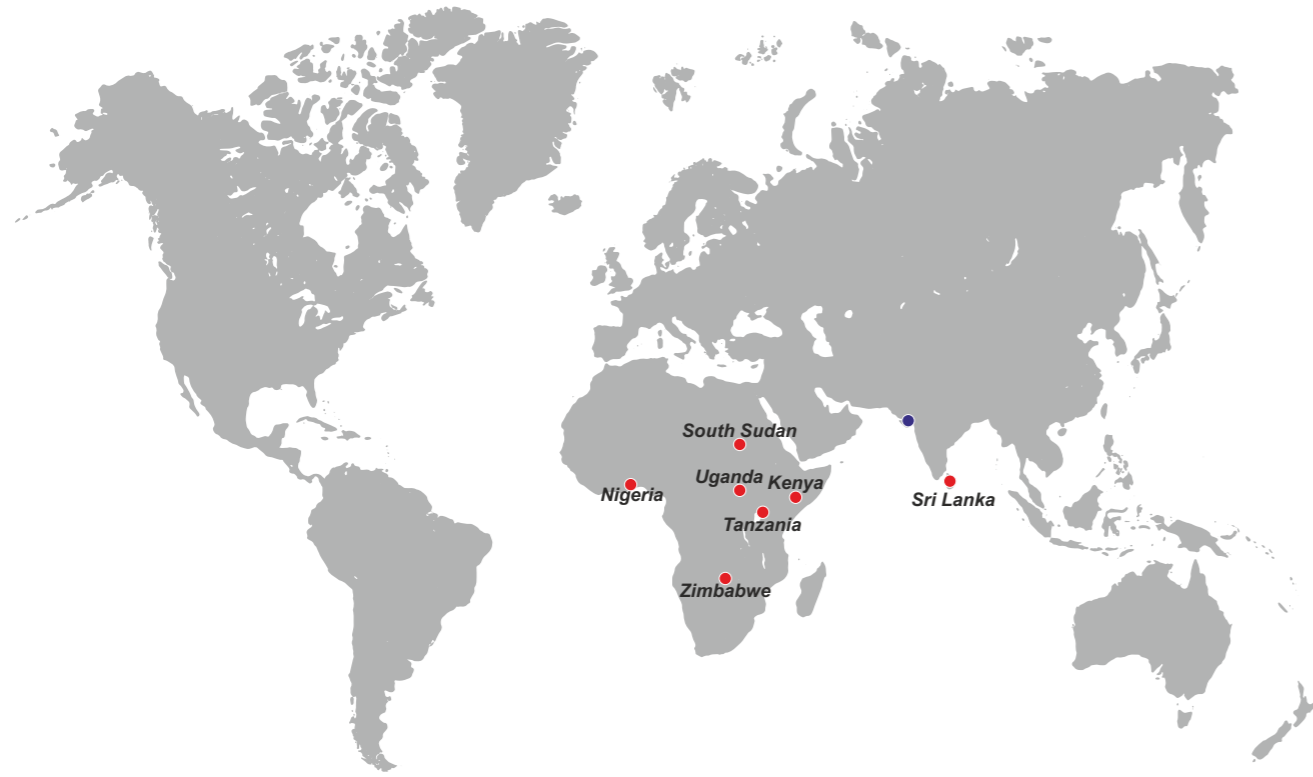 South Sudan
Uganda
Kenya
Nigeria
Sri Lanka
Tanzania
Zimbabwe